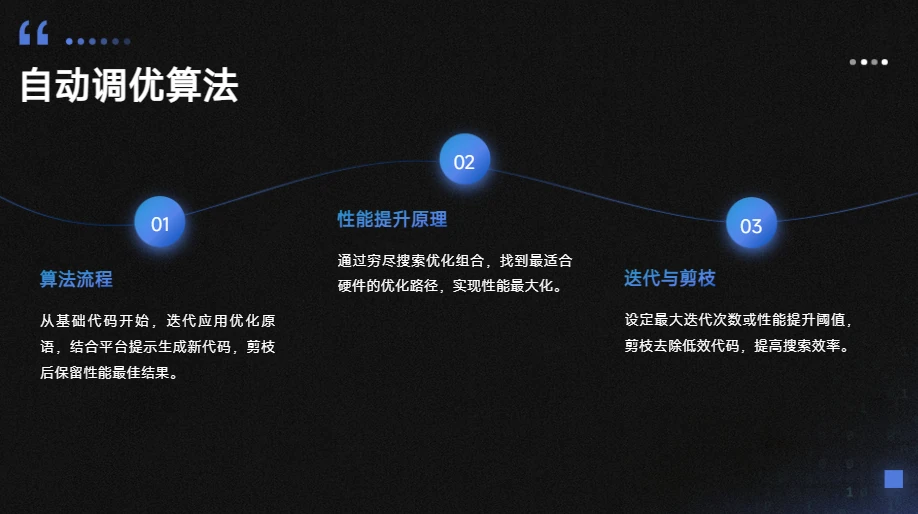 自动调优算法
01
算法流程
从基础代码开始，迭代应用优化原
语，结合平台提示生成新代码，剪枝
后保留性能最佳结果。
02
性能提升原理
通过穷尽搜索优化组合，找到最适合
硬件的优化路径，实现性能最大化。
03
迭代与剪枝
设定最大迭代次数或性能提升阈值，
剪枝去除低效代码，提高搜索效率。